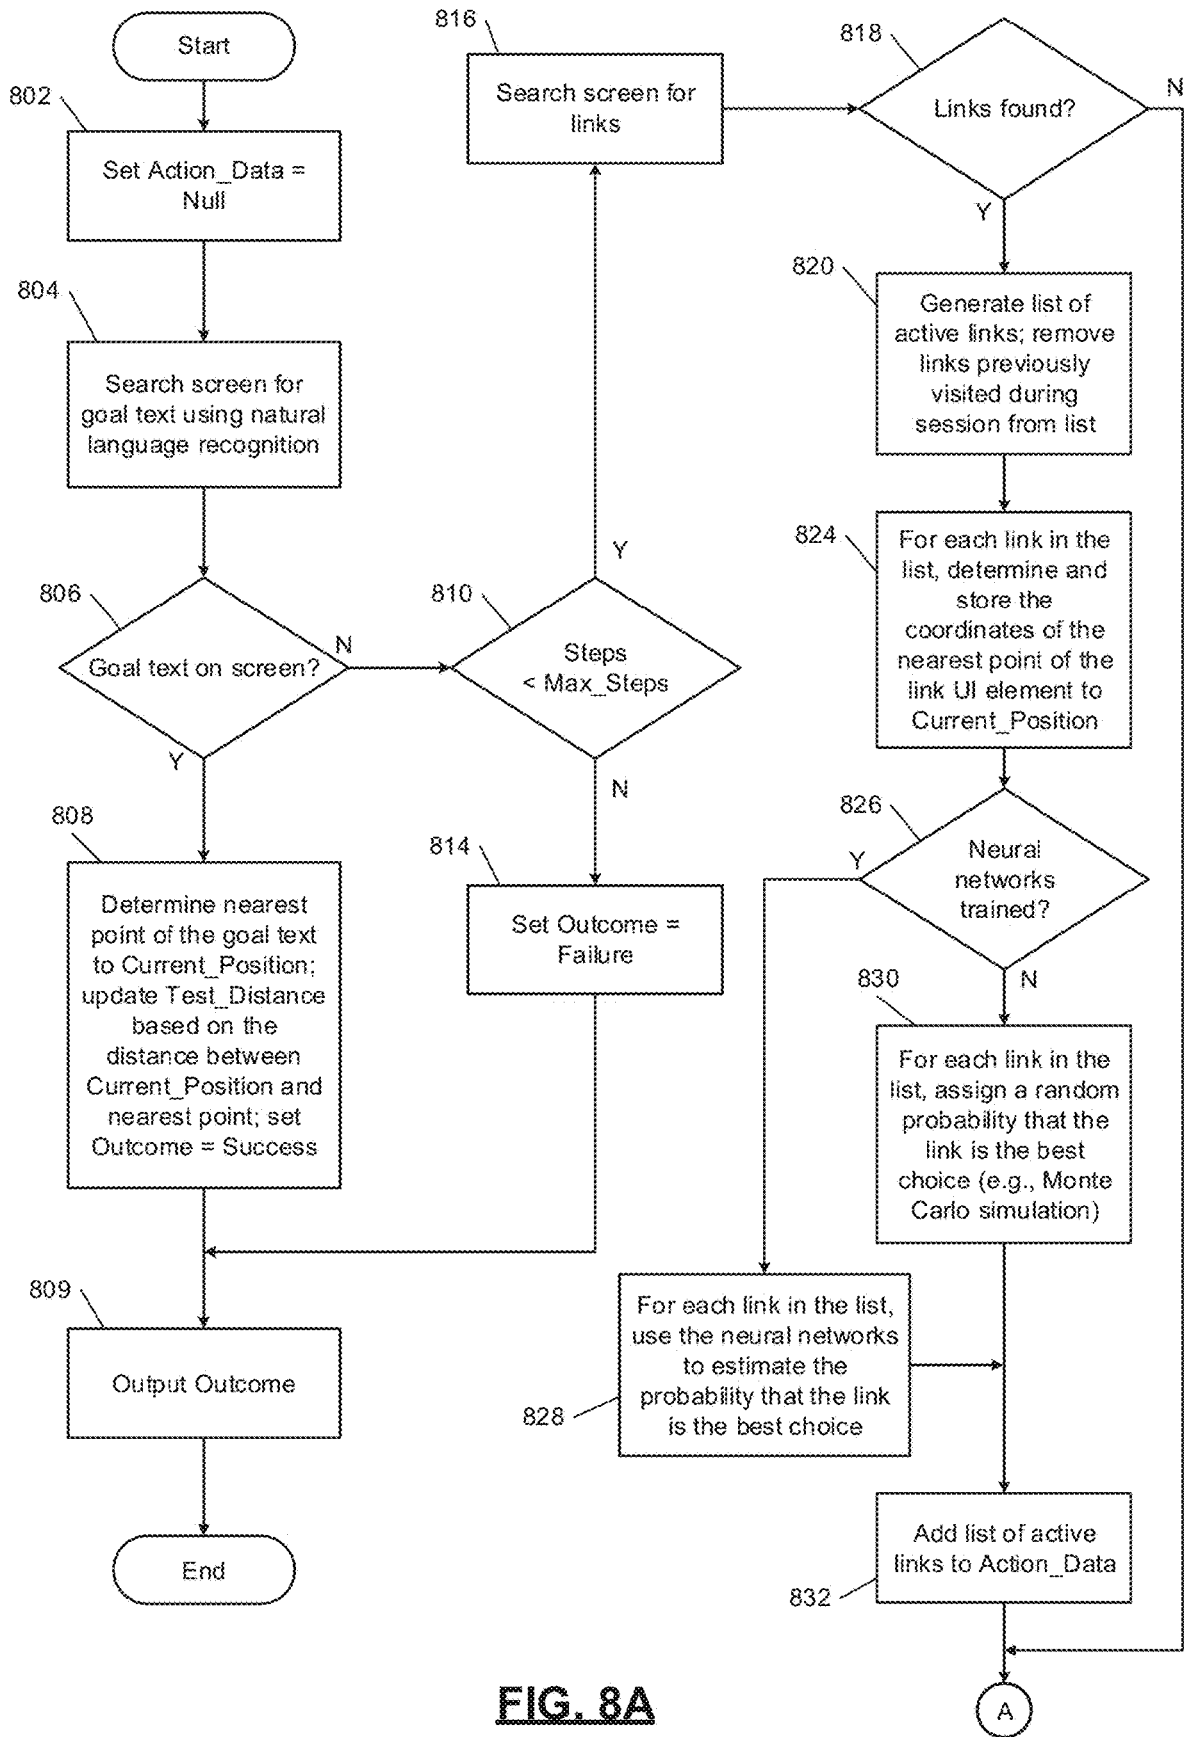 Start
802
Set Action_Data =
Null
804
Search screen for
goal text using natural
language recognition
806
Goal text on screen?
N
Y
808
Determine nearest
point of the goal text
to Current_Position;
update Test_Distance
based on the
distance between
Current_Position and
nearest point; set
Outcome = Success
809
Output Outcome
End
810
Steps
< Max_Steps
Y
N
814
Set Outcome =
Failure
816
Search screen for
links
818
Links found?
N
Y
820
Generate list of
active links; remove
links previously
visited during
session from list
824
For each link in the
list, determine and
store the
coordinates of the
nearest point of the
link UI element to
Current_Position
826
Neural
networks
trained?
Y
N
830
For each link in the
list, assign a random
probability that the
link is the best
choice (e.g., Monte
Carlo simulation)
For each link in the list,
use the neural networks
to estimate the
probability that the link
is the best choice
828
Add list of active
links to Action_Data
832
A
FIG. 8A